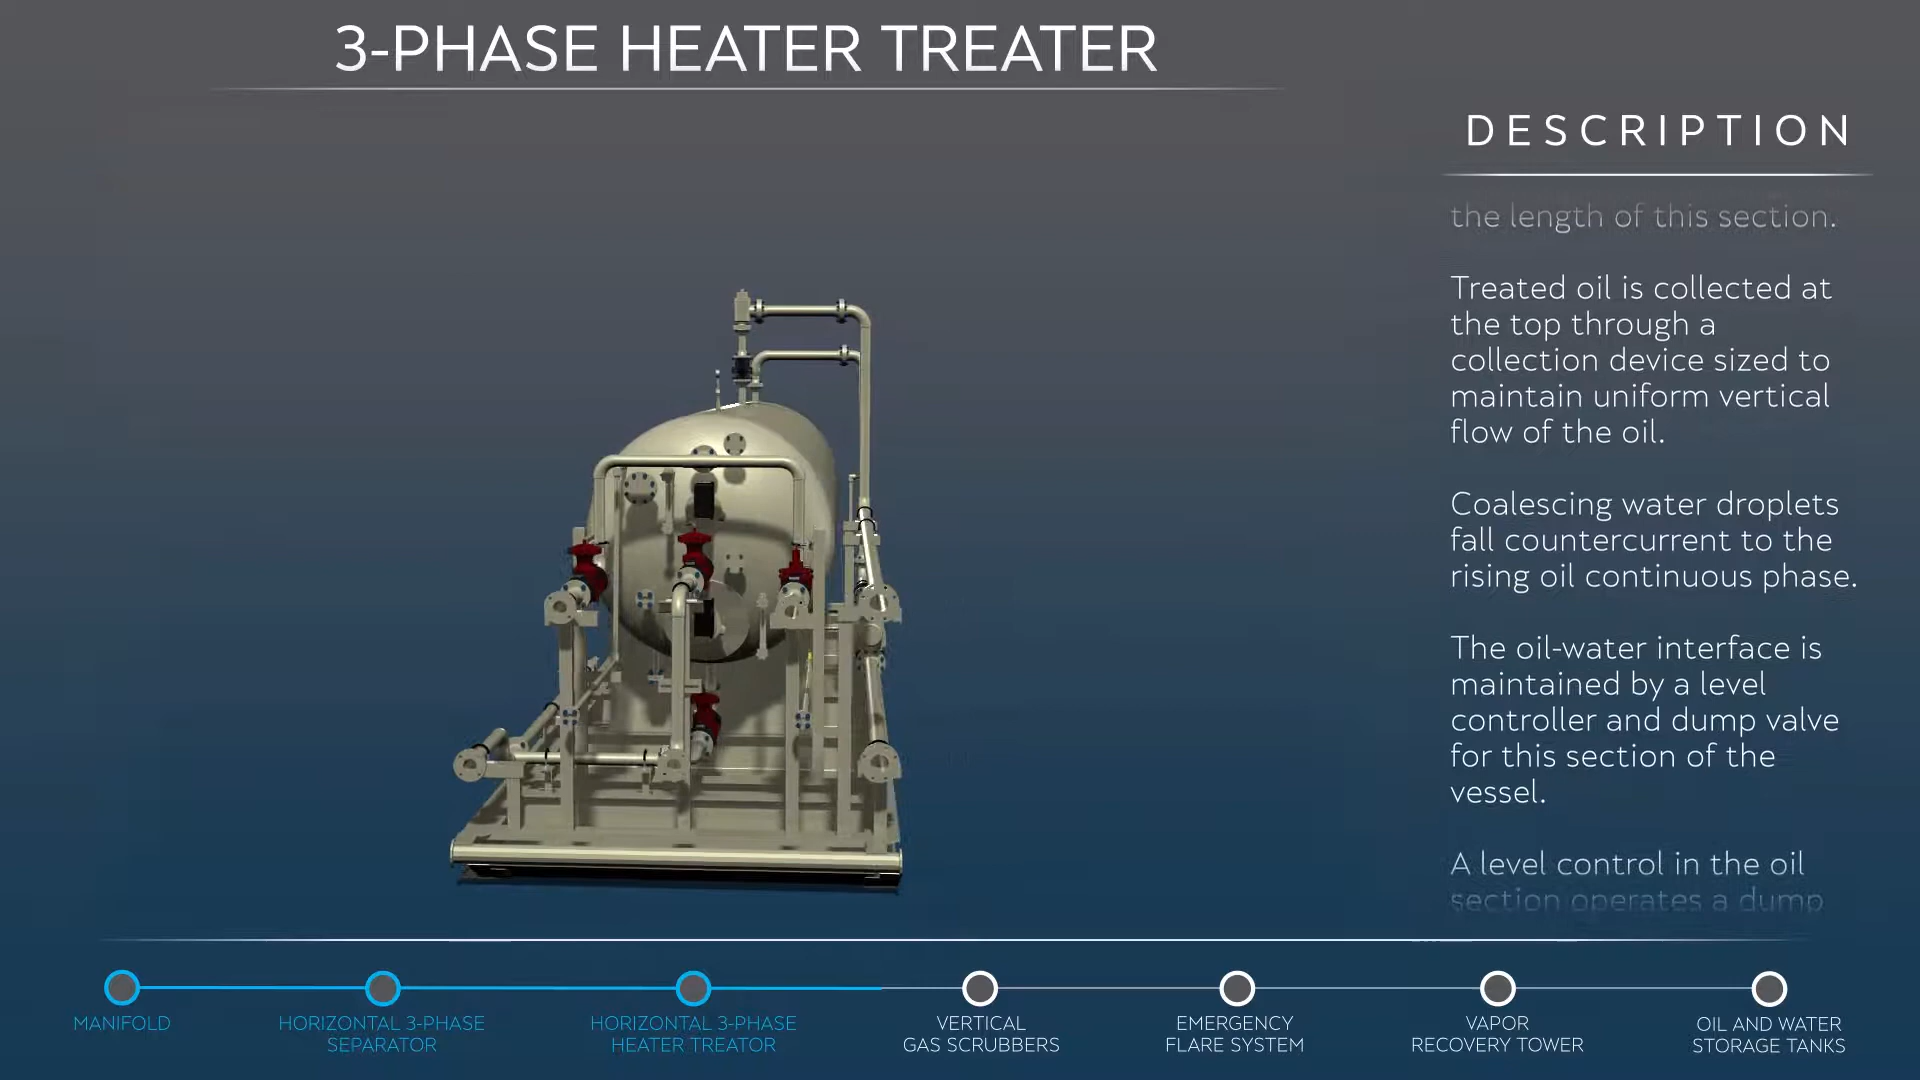 3-PHASE HEATER TREATER
DESCRIPTION
the length of this section.
Treated oil is collected at
the top through a
collection device sized to
maintain uniform vertical
flow of the oil.
Coalescing water droplets
fall countercurrent to the
rising oil continuous phase.
The oil-water interface is
maintained by a level
controller and dump valve
for this section of the
vessel.
A level control in the oil
section operates a dump
MANIFOLD
HORIZONTAL 3-PHASE
SEPARATOR
HORIZONTAL 3-PHASE
HEATER TREATOR
VERTICAL
GAS SCRUBBERS
EMERGENCY
FLARE SYSTEM
VAPOR
RECOVERY TOWER
OIL AND WATER
STORAGE TANKS